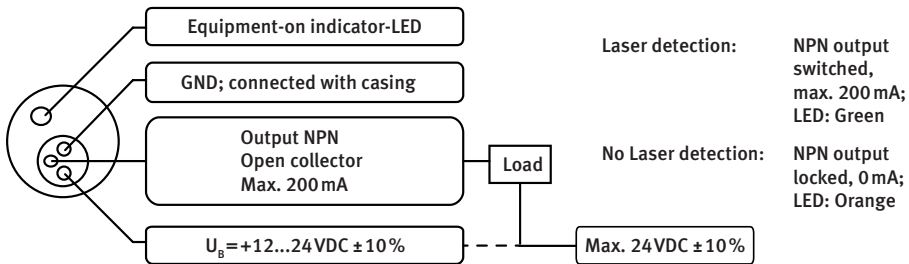 Equipment-on indicator-LED
GND; connected with casing
Output NPN
Open collector
Max. 200 mA
Load
U_B=+12...24 VDC ±10 %
Max. 24 VDC ±10 %
Laser detection:
NPN output
switched,
max. 200 mA;
LED: Green
No Laser detection:
NPN output
locked, 0 mA;
LED: Orange